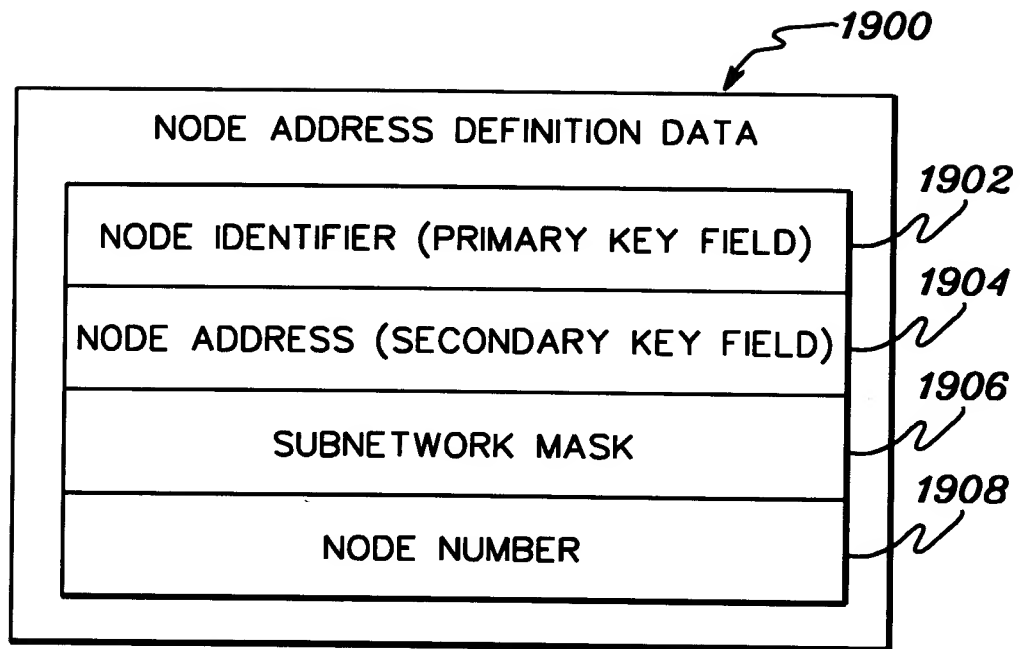 1900
NODE ADDRESS DEFINITION DATA
1902
NODE IDENTIFIER (PRIMARY KEY FIELD)
1904
NODE ADDRESS (SECONDARY KEY FIELD)
1906
SUBNETWORK MASK
1908
NODE NUMBER